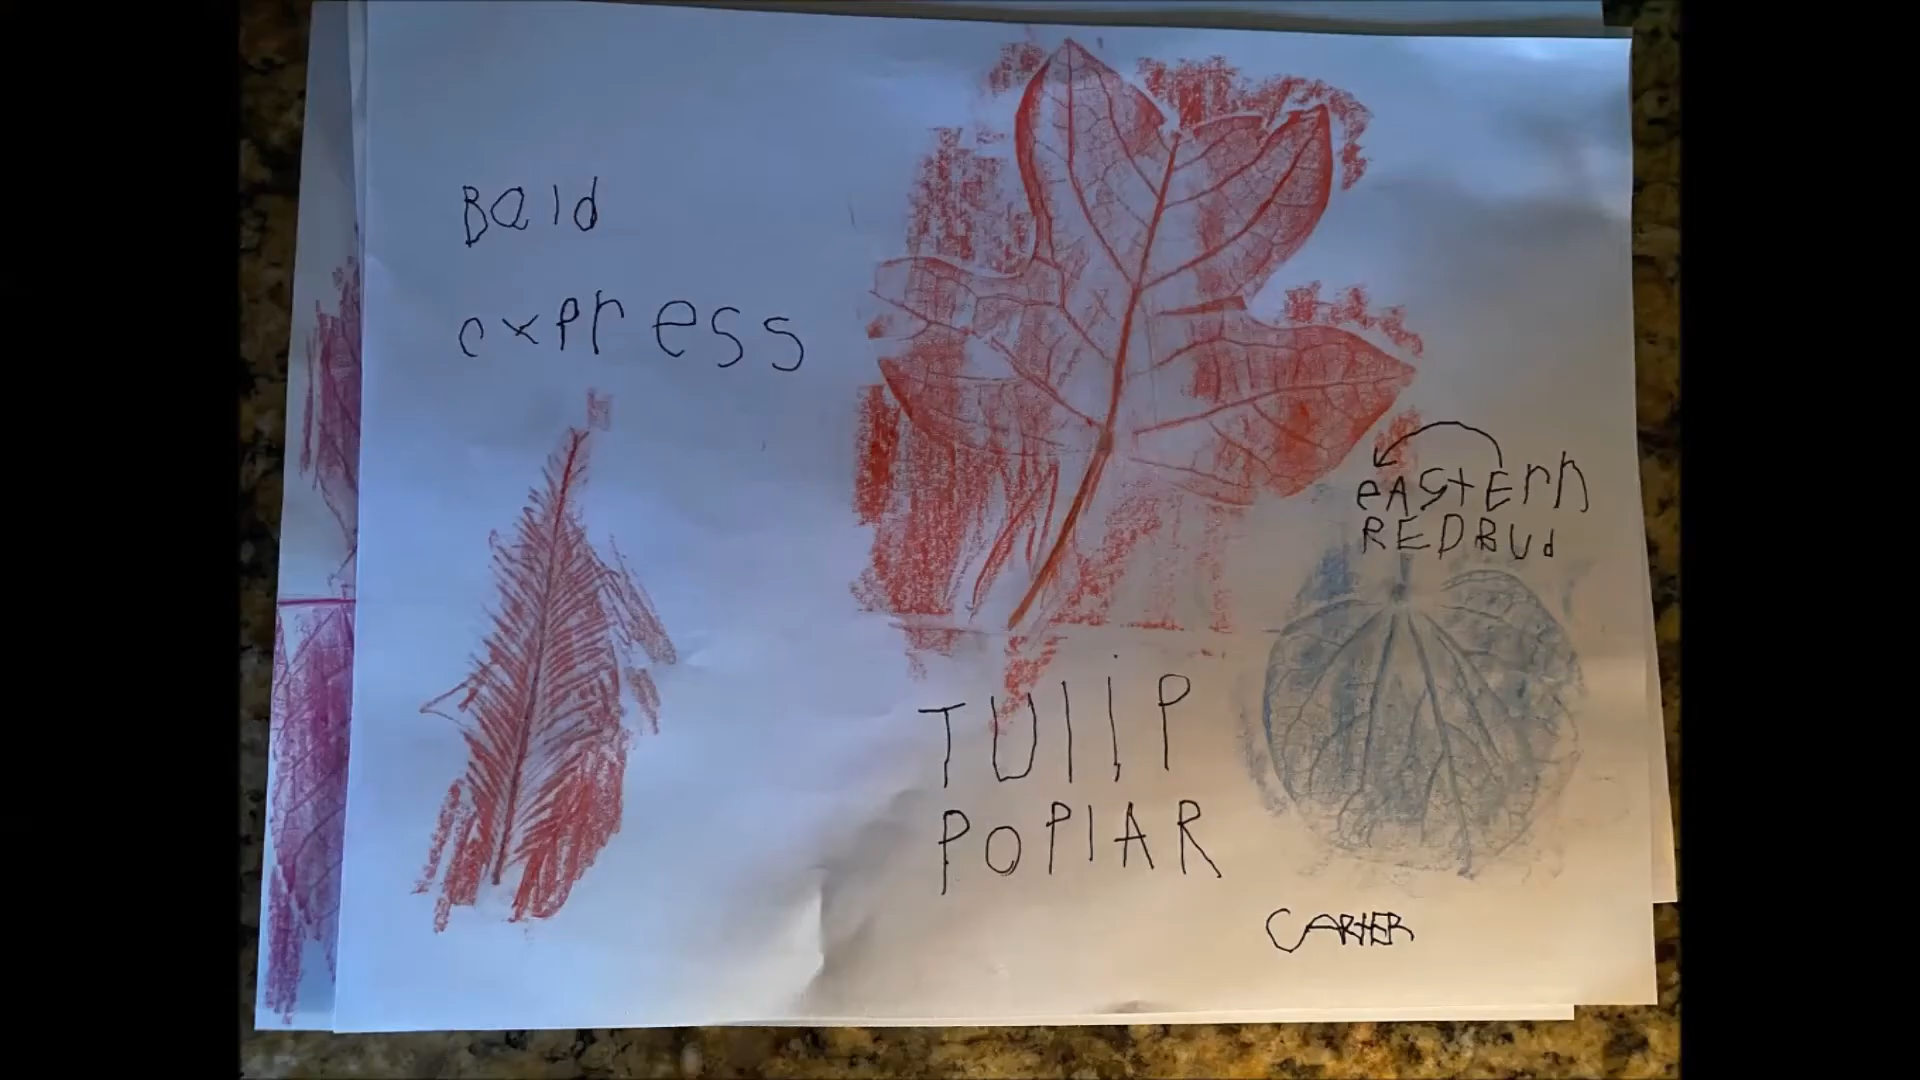 Bald
cxpress
eAStErn
REDBUd
TUlip
POPlAR
CARTER